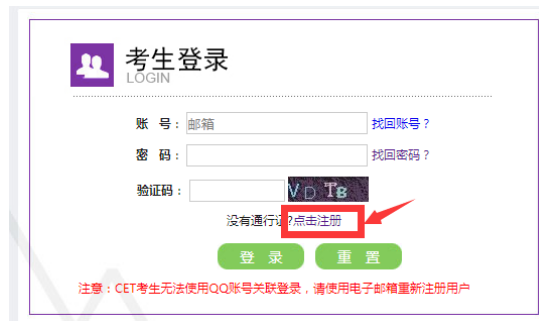 考生登录
LOGIN
账 号： 邮箱 找回账号？
密 码： 找回密码？
验证码： VD TB
没有通行证?点击注册
登 录 重 置
注意：CET考生无法使用QQ账号关联登录，请使用电子邮箱重新注册用户